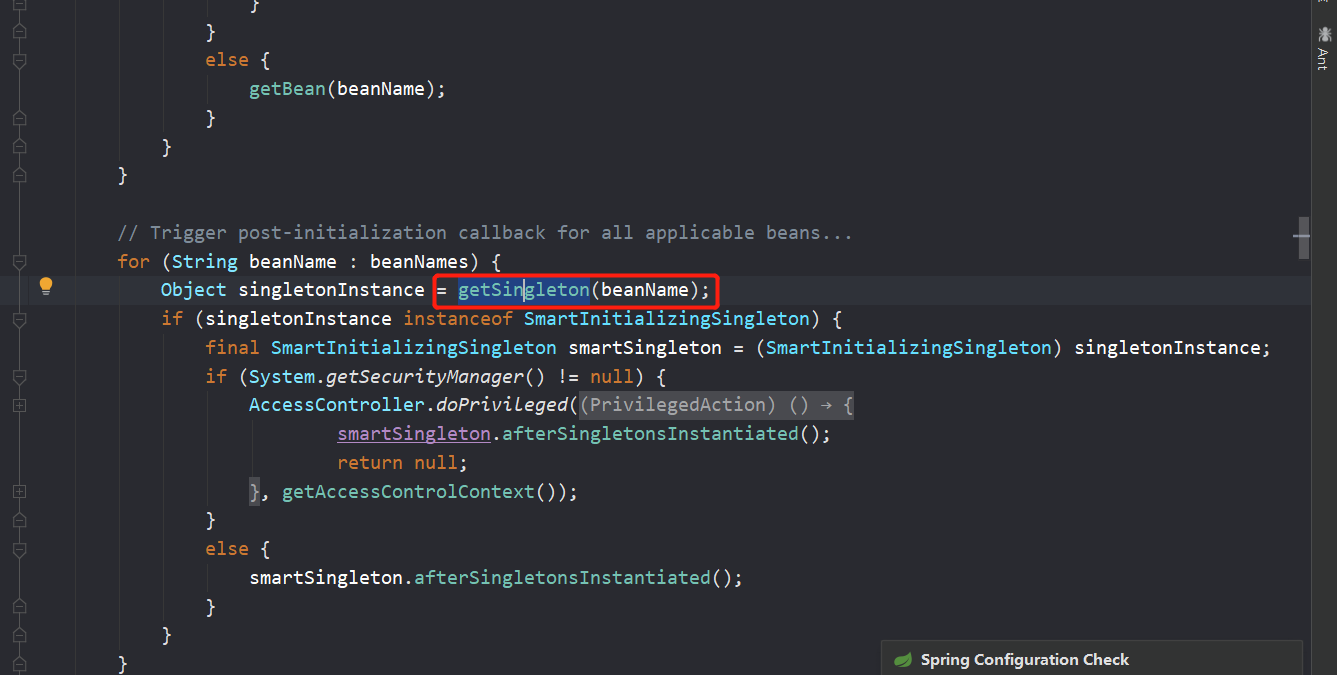 }
}
else {
getBean(beanName);
}
}
}
// Trigger post-initialization callback for all applicable beans...
for (String beanName : beanNames) {
Object singletonInstance = getSingleton(beanName);
if (singletonInstance instanceof SmartInitializingSingleton) {
final SmartInitializingSingleton smartSingleton = (SmartInitializingSingleton) singletonInstance;
if (System.getSecurityManager() != null) {
AccessController.doPrivileged((PrivilegedAction) () → {
smartSingleton.afterSingletonsInstantiated();
return null;
}, getAccessControlContext());
}
else {
smartSingleton.afterSingletonsInstantiated();
}
}
}
Ant
Spring Configuration Check